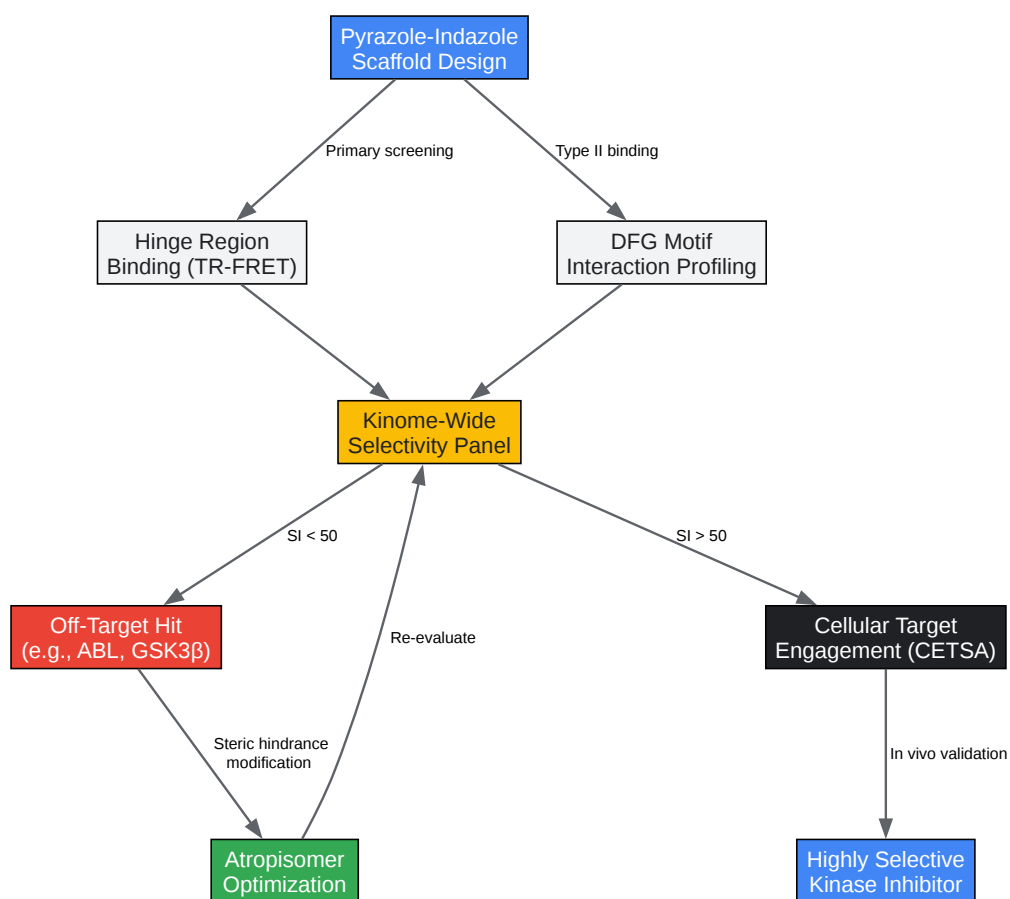 Pyrazole-Indazole
Scaffold Design
Primary screening
Type II binding
Hinge Region
Binding (TR-FRET)
DFG Motif
Interaction Profiling
Kinome-Wide
Selectivity Panel
SI < 50
SI > 50
Off-Target Hit
(e.g., ABL, GSK3β)
Cellular Target
Engagement (CETSA)
Re-evaluate
Steric hindrance
modification
In vivo validation
Atropisomer
Optimization
Highly Selective
Kinase Inhibitor